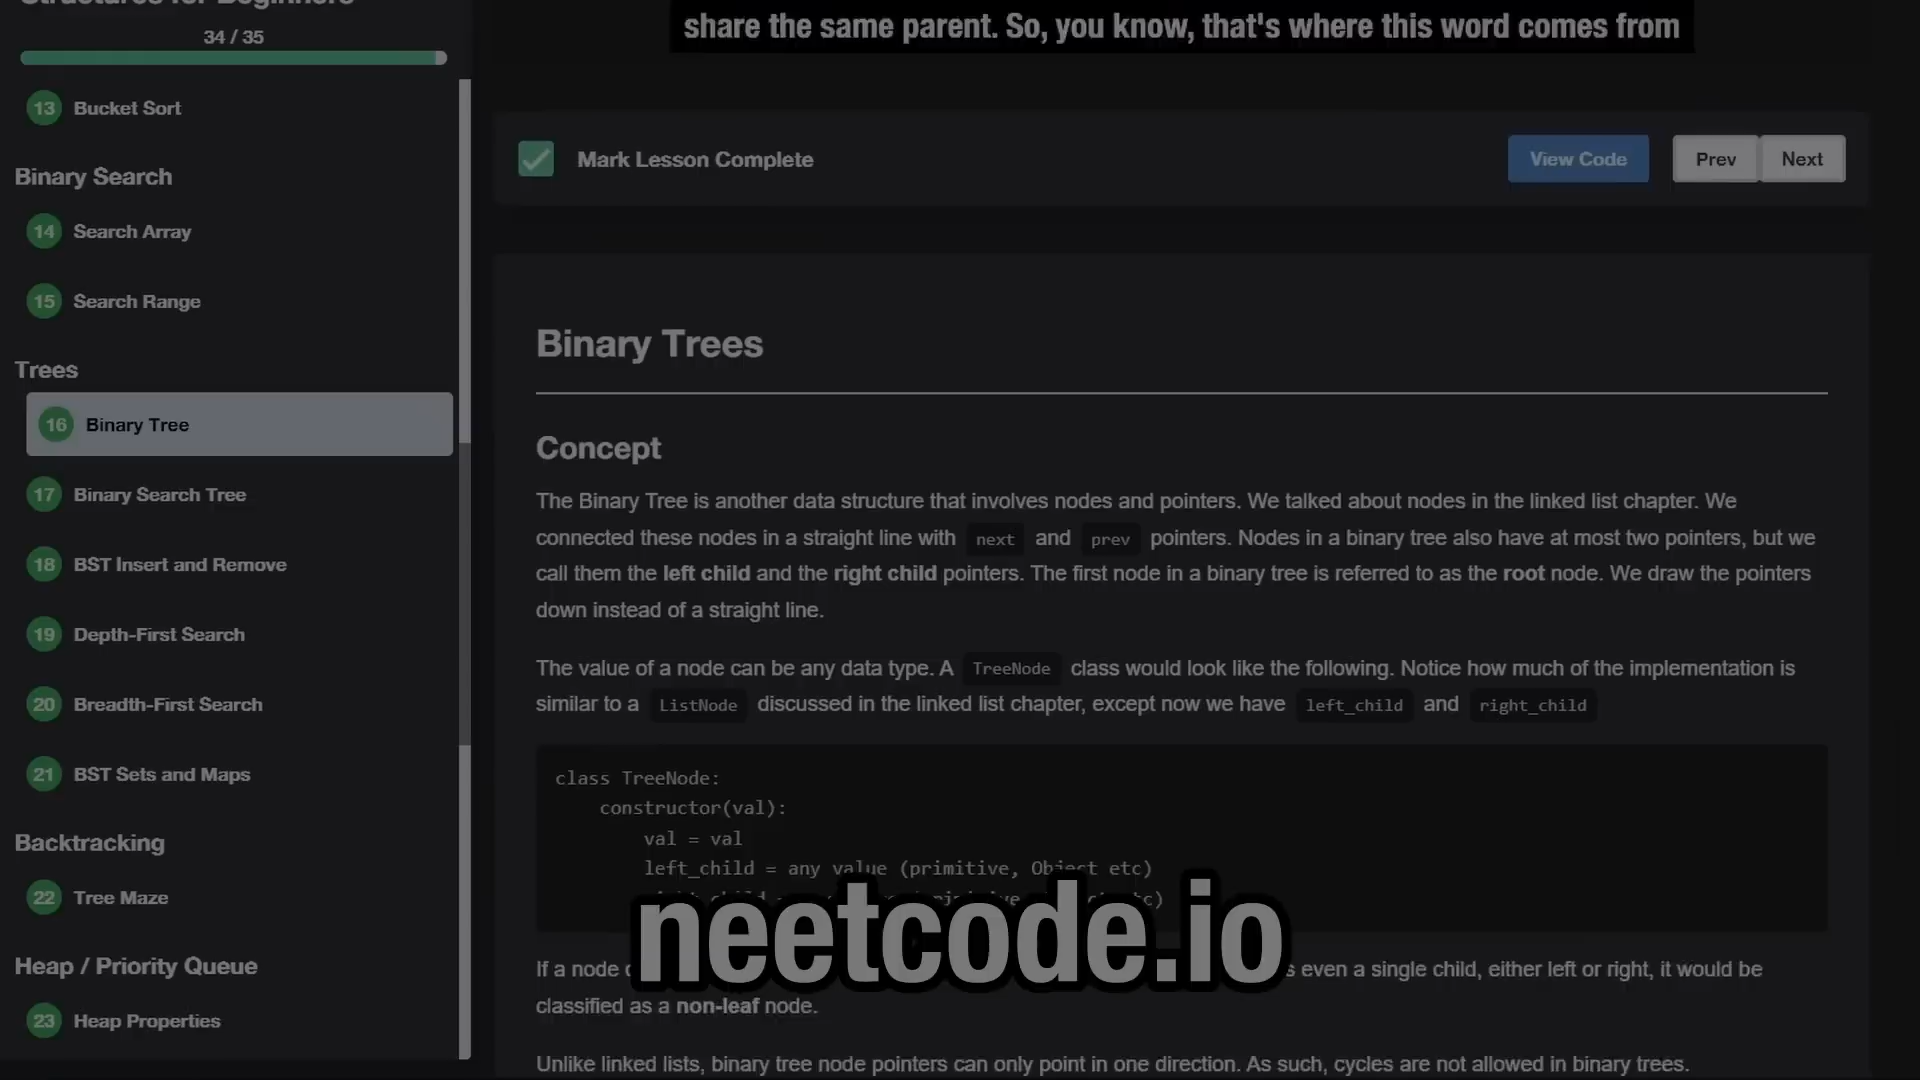 Structures for Beginners
34 / 35
13 Bucket Sort
Binary Search
14 Search Array
15 Search Range
Trees
16 Binary Tree
17 Binary Search Tree
18 BST Insert and Remove
19 Depth-First Search
20 Breadth-First Search
21 BST Sets and Maps
Backtracking
22 Tree Maze
Heap / Priority Queue
23 Heap Properties
share the same parent. So, you know, that's where this word comes from
Mark Lesson Complete
View Code
Prev
Next
Binary Trees
Concept
The Binary Tree is another data structure that involves nodes and pointers. We talked about nodes in the linked list chapter. We
connected these nodes in a straight line with next and prev pointers. Nodes in a binary tree also have at most two pointers, but we
call them the left child and the right child pointers. The first node in a binary tree is referred to as the root node. We draw the pointers
down instead of a straight line.
The value of a node can be any data type. A TreeNode class would look like the following. Notice how much of the implementation is
similar to a ListNode discussed in the linked list chapter, except now we have left_child and right_child
class TreeNode:
constructor(val):
val = val
left_child = any value (primitive, Object etc)
neetcode.io
If a node
even a single child, either left or right, it would be
classified as a non-leaf node.
Unlike linked lists, binary tree node pointers can only point in one direction. As such, cycles are not allowed in binary trees.